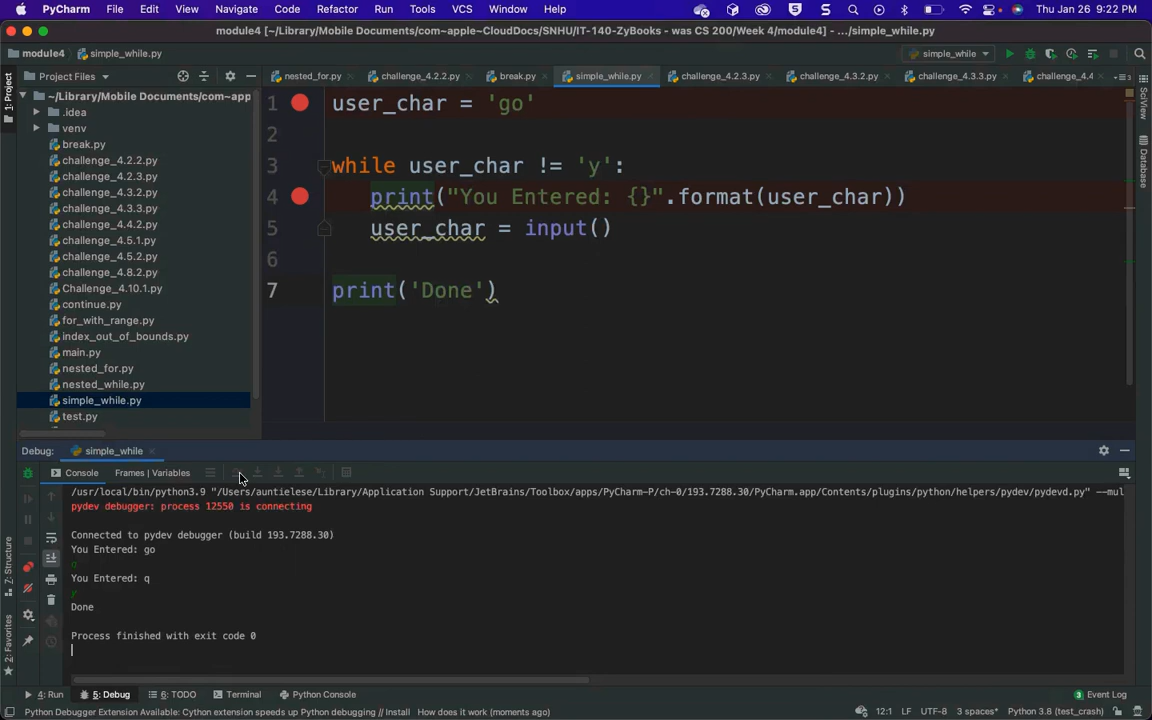 PyCharm File Edit View Navigate Code Refactor Run Tools VCS Window Help Thu Jan 26 9:22 PM
module4 [~/Library/Mobile Documents/com~apple~CloudDocs/SNHU/IT-140-ZyBooks - was CS 200/Week 4/module4] - .../simple_while.py
module4 simple_while.py simple_while
1: Project
Project Files
nested_for.py challenge_4.2.2.py break.py simple_while.py challenge_4.2.3.py challenge_4.3.2.py challenge_4.3.3.py challenge_4.4
~/Library/Mobile Documents/com~app
.idea
venv
break.py
challenge_4.2.2.py
challenge_4.2.3.py
challenge_4.3.2.py
challenge_4.3.3.py
challenge_4.4.2.py
challenge_4.5.1.py
challenge_4.5.2.py
challenge_4.8.2.py
Challenge_4.10.1.py
continue.py
for_with_range.py
index_out_of_bounds.py
main.py
nested_for.py
nested_while.py
simple_while.py
test.py
1 user_char = 'go'
2
3 while user_char != 'y':
4 print("You Entered: {}".format(user_char))
5 user_char = input()
6
7 print('Done')
SciView
Database
Debug: simple_while
Console Frames | Variables
/usr/local/bin/python3.9 "/Users/auntielese/Library/Application Support/JetBrains/Toolbox/apps/PyCharm-P/ch-0/193.7288.30/PyCharm.app/Contents/plugins/python/helpers/pydev/pydevd.py" --mul
pydev debugger: process 12550 is connecting
Connected to pydev debugger (build 193.7288.30)
You Entered: go
q
You Entered: q
y
Done
Process finished with exit code 0
7: Structure
2: Favorites
4: Run 5: Debug 6: TODO Terminal Python Console Event Log
Python Debugger Extension Available: Cython extension speeds up Python debugging // Install How does it work (moments ago) 12:1 LF UTF-8 3 spaces* Python 3.8 (test_crash)